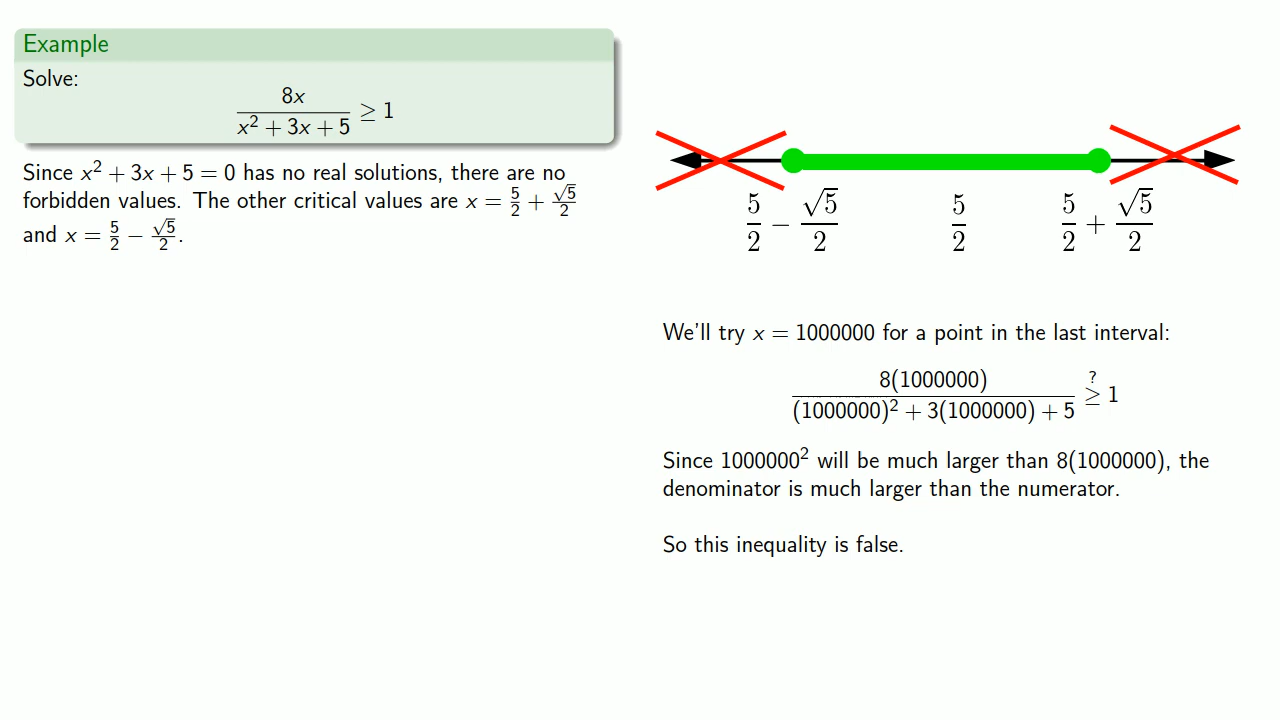 Example
Solve:
8x
x² + 3x + 5
≥ 1
Since x² + 3x + 5 = 0 has no real solutions, there are no
forbidden values. The other critical values are x = 5/2 + √5/2
and x = 5/2 − √5/2.
5/2 − √5/2
5/2
5/2 + √5/2
We'll try x = 1000000 for a point in the last interval:
8(1000000)
(1000000)² + 3(1000000) + 5
?
≥ 1
Since 1000000² will be much larger than 8(1000000), the
denominator is much larger than the numerator.
So this inequality is false.